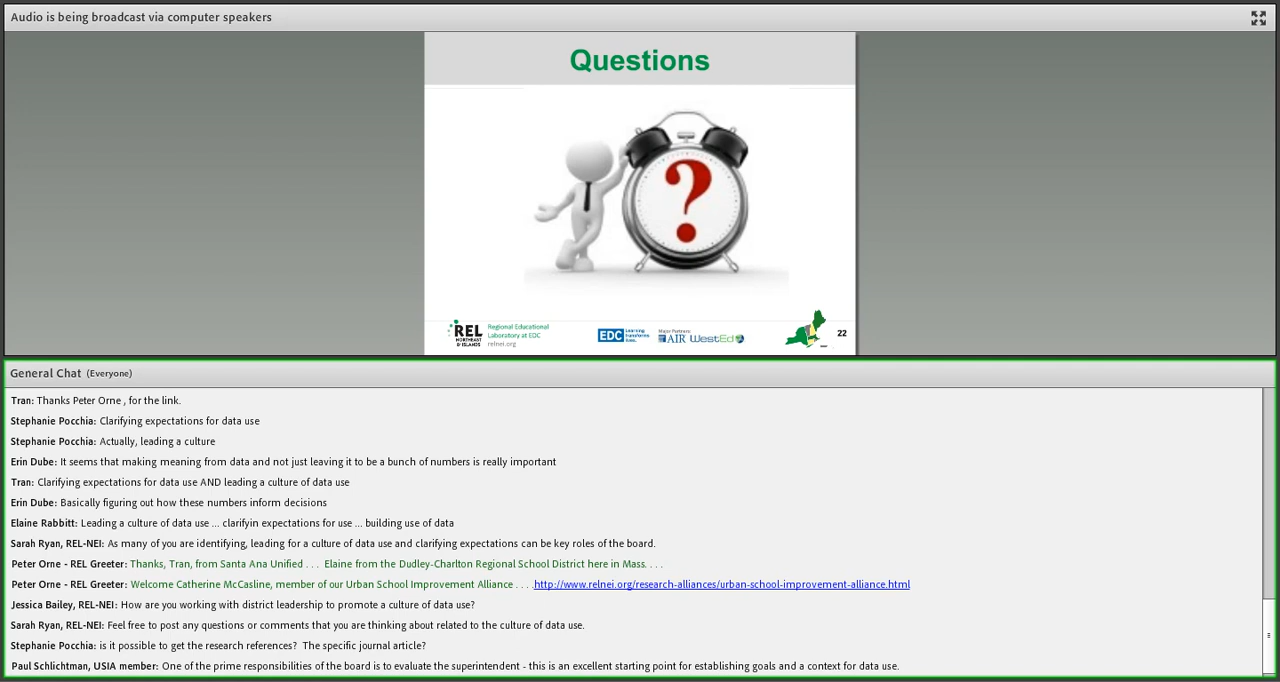 Audio is being broadcast via computer speakers
Questions
?
REL
NORTHEAST
& ISLANDS
Regional Educational
Laboratory at EDC
relnei.org
EDC
Learning
transforms
lives.
Major Partners:
AIR WestEd
22
General Chat (Everyone)
Tran: Thanks Peter Orne , for the link.
Stephanie Pocchia: Clarifying expectations for data use
Stephanie Pocchia: Actually, leading a culture
Erin Dube: It seems that making meaning from data and not just leaving it to be a bunch of numbers is really important
Tran: Clarifying expectations for data use AND leading a culture of data use
Erin Dube: Basically figuring out how these numbers inform decisions
Elaine Rabbitt: Leading a culture of data use ... clarifyin expectations for use ... building use of data
Sarah Ryan, REL-NEI: As many of you are identifying, leading for a culture of data use and clarifying expectations can be key roles of the board.
Peter Orne - REL Greeter: Thanks, Tran, from Santa Ana Unified . . .  Elaine from the Dudley-Charlton Regional School District here in Mass. . . .
Peter Orne - REL Greeter: Welcome Catherine McCasline, member of our Urban School Improvement Alliance . . . .http://www.relnei.org/research-alliances/urban-school-improvement-alliance.html
Jessica Bailey, REL-NEI: How are you working with district leadership to promote a culture of data use?
Sarah Ryan, REL-NEI: Feel free to post any questions or comments that you are thinking about related to the culture of data use.
Stephanie Pocchia: is it possible to get the research references?  The specific journal article?
Paul Schlichtman, USIA member: One of the prime responsibilities of the board is to evaluate the superintendent - this is an excellent starting point for establishing goals and a context for data use.